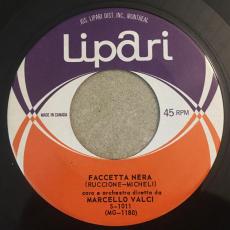 JOS. LIPARI DIST. INC., MONTREAL
Lipari
MADE IN CANADA
45 RPM
FACCETTA NERA
(RUCCIONE-MICHELI)
coro e orchestra diretta da
MARCELLO VALCI
S-1011
(MG-1180)